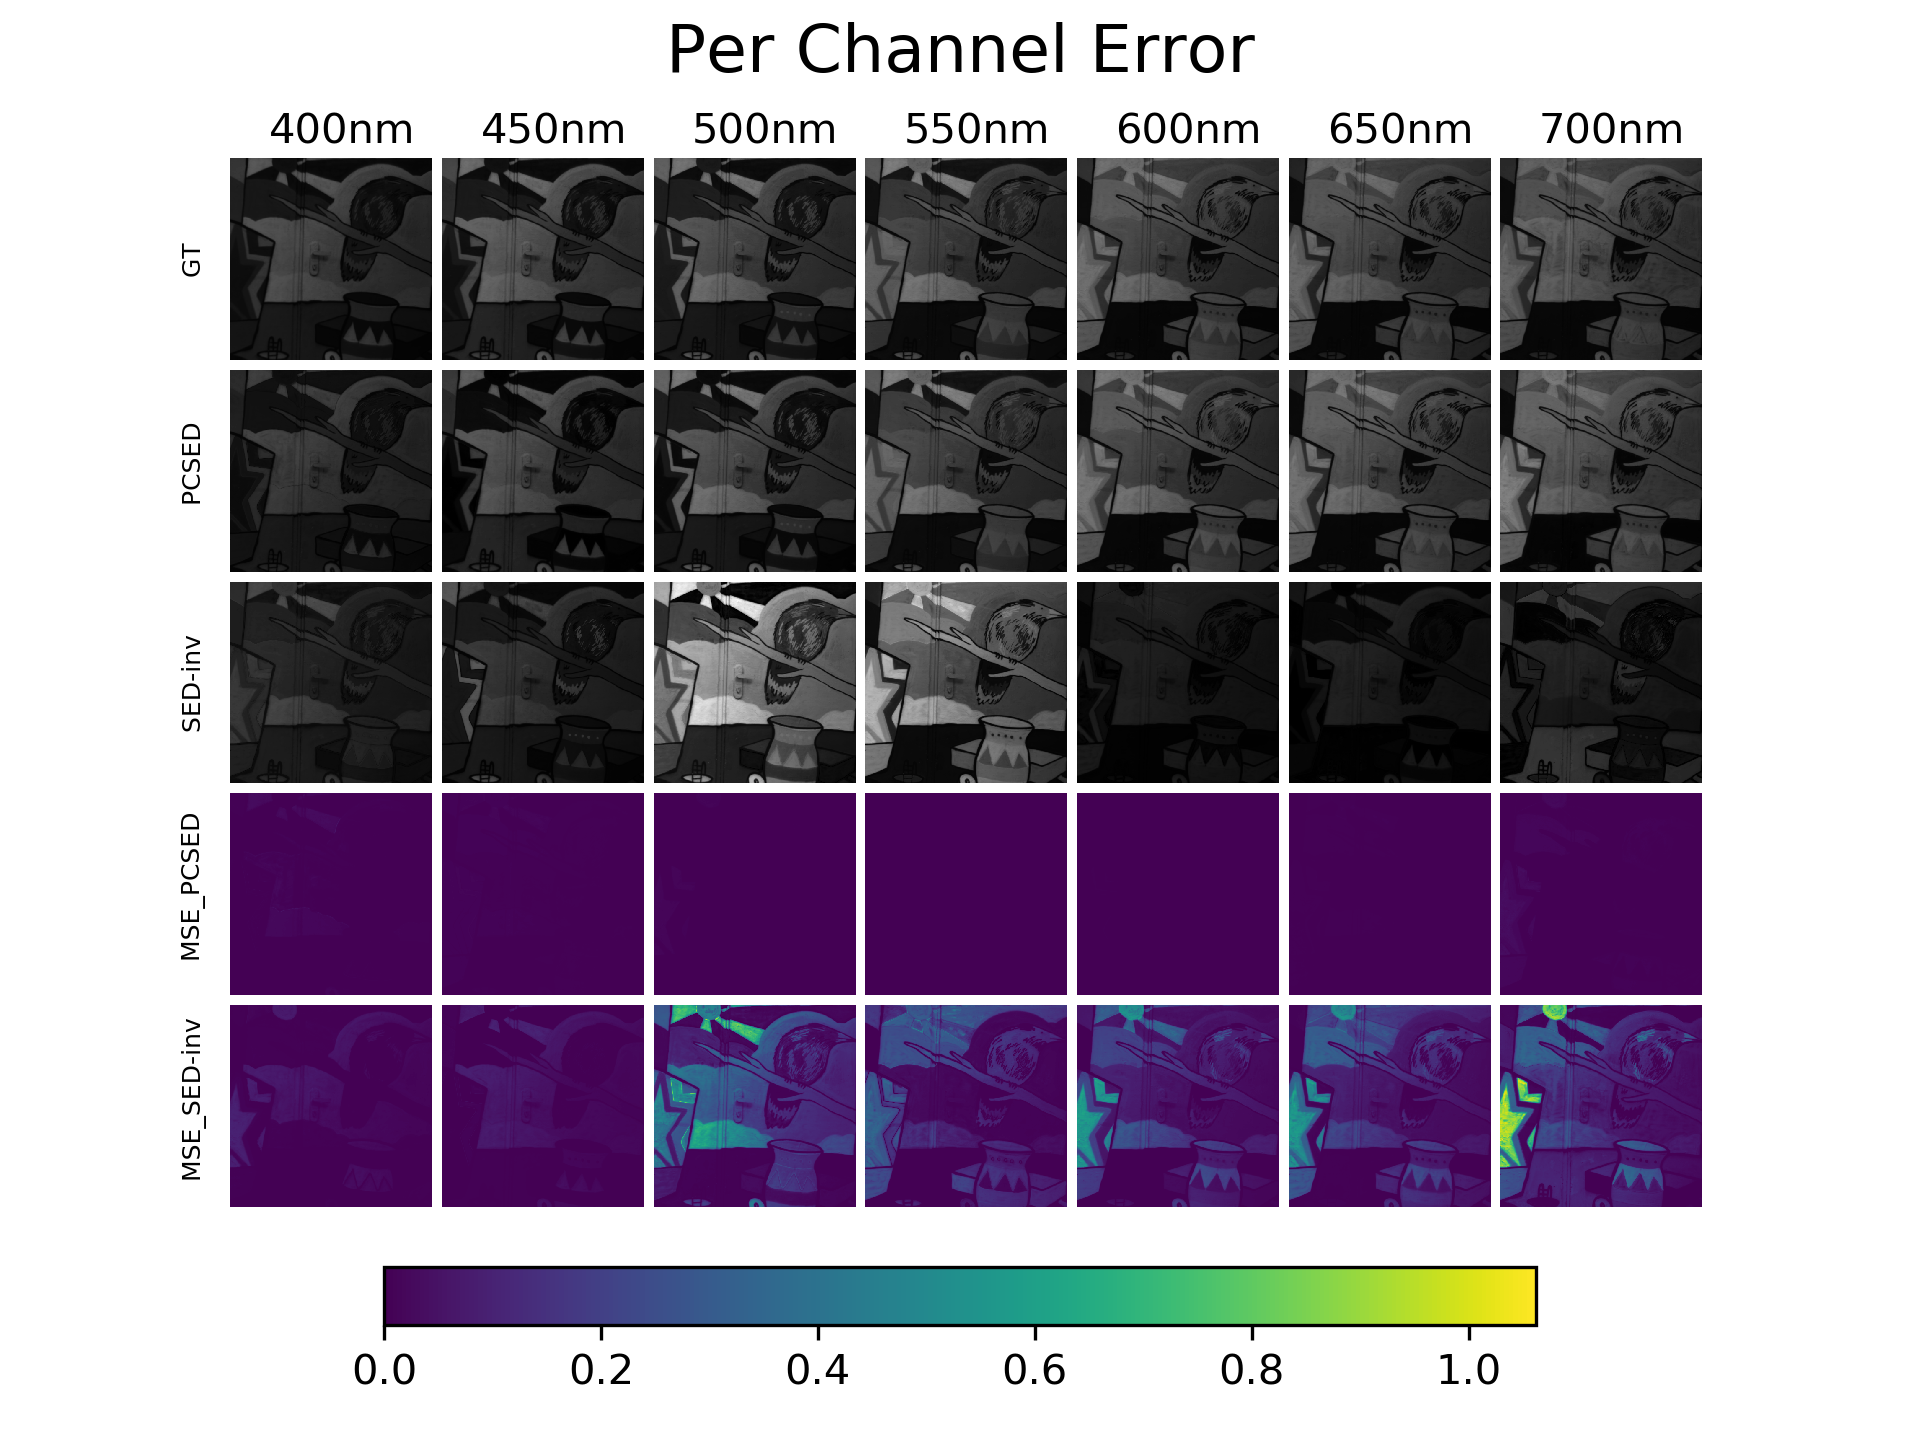 Per Channel Error
400nm 450nm 500nm 550nm 600nm 650nm 700nm
GT
PCSED
SED-inv
MSE_PCSED
MSE_SED-inv
0.0 0.2 0.4 0.6 0.8 1.0